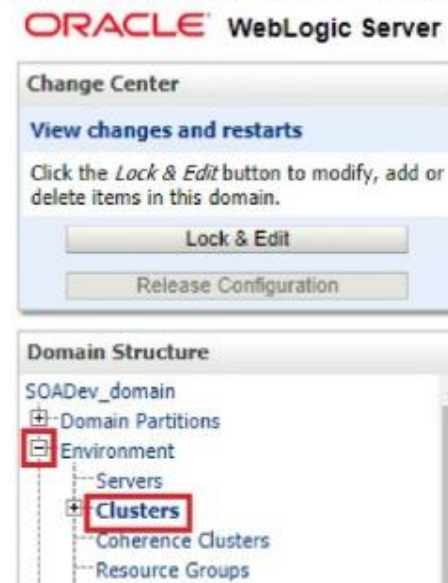 ORACLE WebLogic Server
Change Center
View changes and restarts
Click the Lock & Edit button to modify, add or
delete items in this domain.
Lock & Edit
Release Configuration
Domain Structure
SOADev_domain
Domain Partitions
Environment
Servers
Clusters
Coherence Clusters
Resource Groups